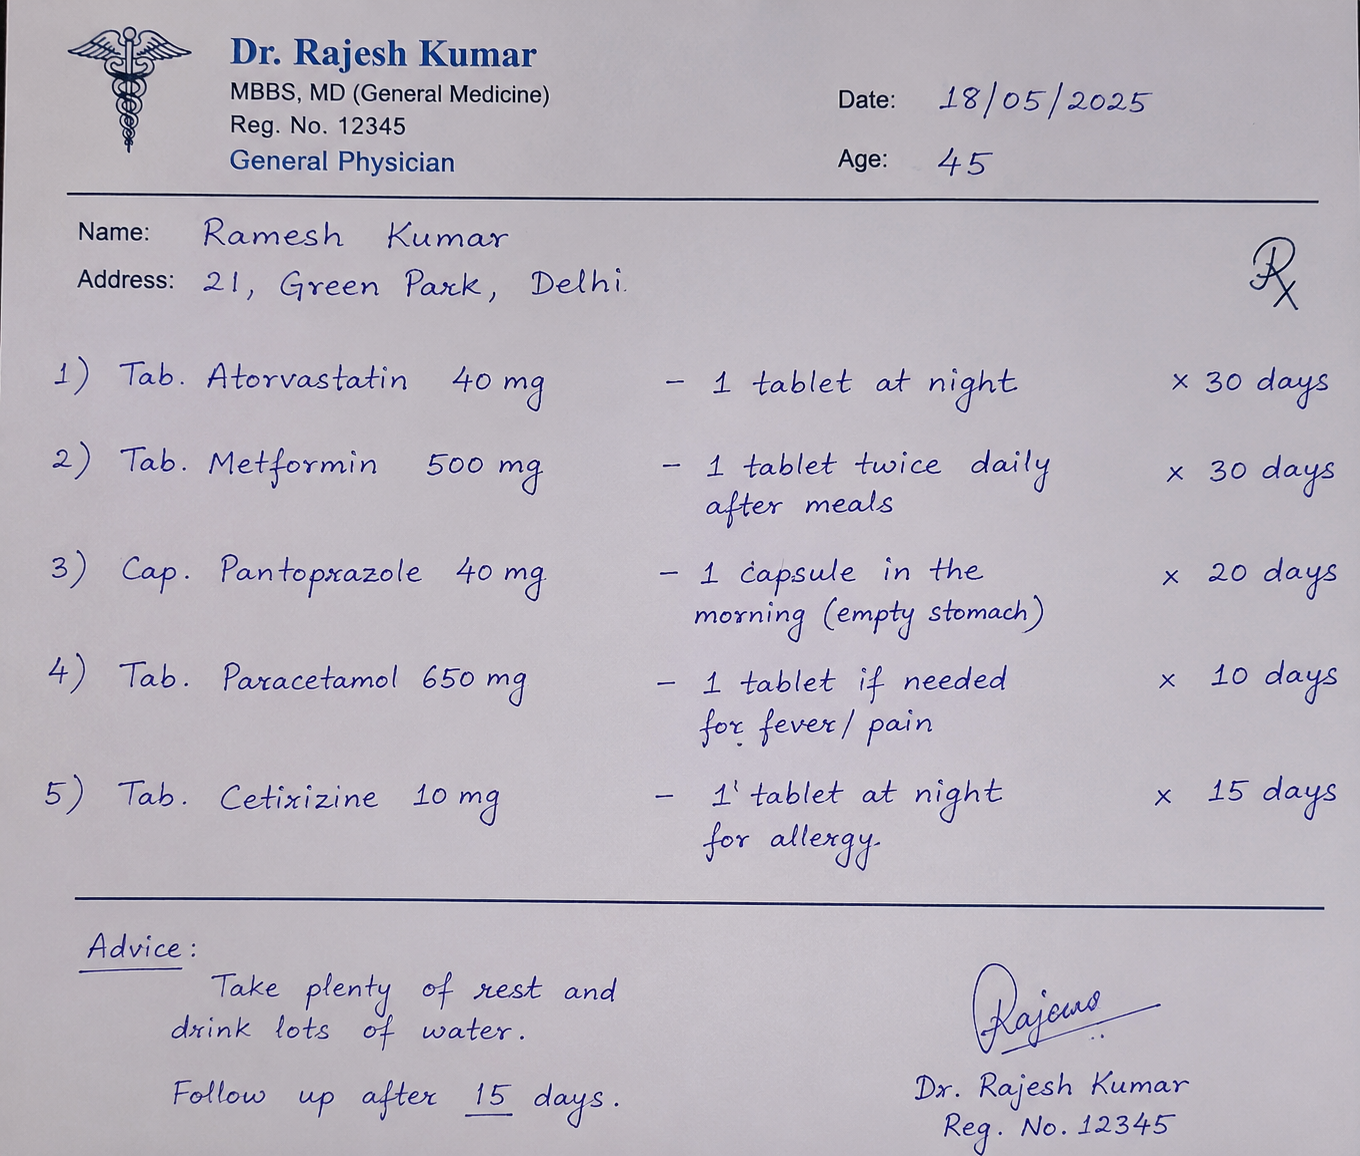 Dr. Rajesh Kumar
MBBS, MD (General Medicine)
Reg. No. 12345
General Physician
Date: 18/05/2025
Age: 45
Name: Ramesh Kumar
Address: 21, Green Park, Delhi.
Rx
1) Tab. Atorvastatin 40 mg - 1 tablet at night x 30 days
2) Tab. Metformin 500 mg - 1 tablet twice daily x 30 days
after meals
3) Cap. Pantoprazole 40 mg - 1 capsule in the x 20 days
morning (empty stomach)
4) Tab. Paracetamol 650 mg - 1 tablet if needed x 10 days
for fever/ pain
5) Tab. Cetirizine 10 mg - 1 tablet at night x 15 days
for allergy.
Advice:
Take plenty of rest and
drink lots of water.
Follow up after 15 days.
Dr. Rajesh Kumar
Reg. No. 12345